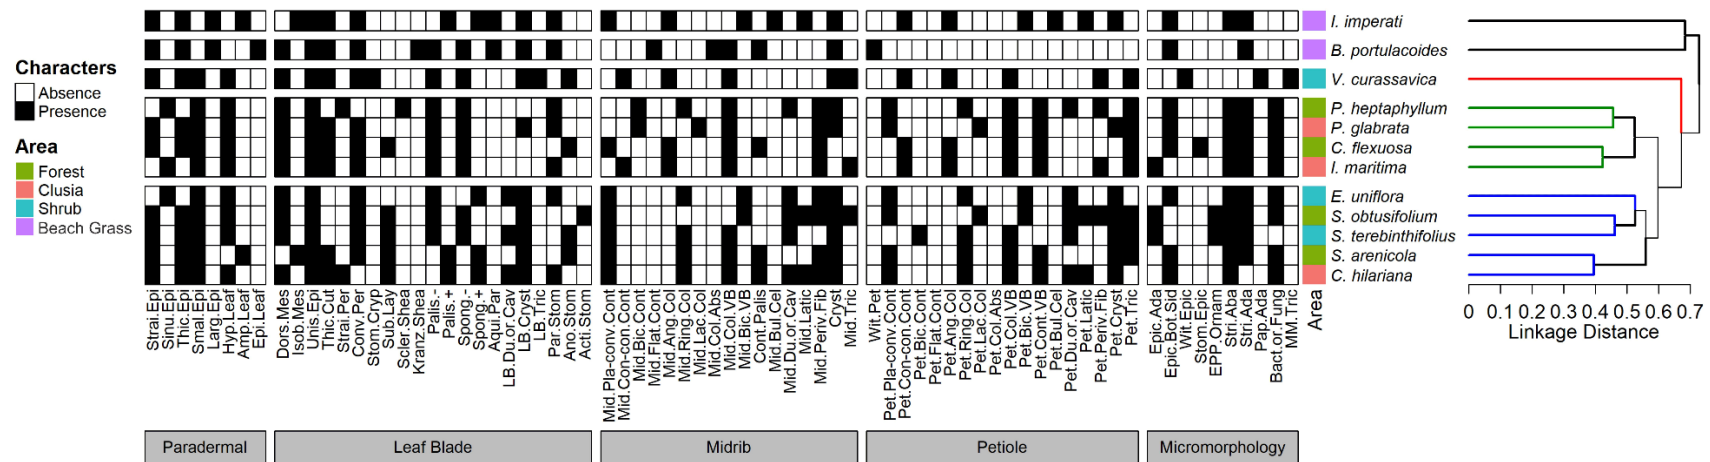 Characters
Absence
Presence
Area
Forest
Clusia
Shrub
Beach Grass
I. imperati
B. portulacoides
V. curassavica
P. heptaphyllum
P. glabrata
C. flexuosa
I. maritima
E. uniflora
S. obtusifolium
S. terebinthifolius
S. arenicola
C. hilariana
Strai.Epi
Sinu.Epi
Thic.Epi
Smal.Epi
Larg.Epi
Hyp.Leaf
Amp.Leaf
Epi.Leaf
Dors.Mes
Isob.Mes
Unis.Epi
Thic.Cut
Strai.Per
Conv.Per
Stom.Cryp
Sub.Lay
Scler.Shea
Kranz.Shea
Palis.-
Palis.+
Spong.-
Spong.+
Aqui.Par
LB.Du.or.Cav
LB.Cryst
LB.Tric
Par.Stom
Ano.Stom
Acti.Stom
Mid.Pla-conv.Cont
Mid.Con-con.Cont
Mid.Bic.Cont
Mid.Flat.Cont
Mid.Ang.Col
Mid.Ring.Col
Mid.Lac.Col
Mid.Col.Abs
Mid.Col.VB
Mid.Bic.VB
Cont.Palis
Mid.Bul.Cel
Mid.Du.or.Cav
Mid.Latic
Mid.Periv.Fib
Cryst
Mid.Tric
Wit.Pet
Pet.Pla-conv.Cont
Pet.Con-con.Cont
Pet.Bic.Cont
Pet.Flat.Cont
Pet.Ang.Col
Pet.Ring.Col
Pet.Lac.Col
Pet.Col.Abs
Pet.Col.VB
Pet.Bic.VB
Pet.Cont.VB
Pet.Bul.Cel
Pet.Du.or.Cav
Pet.Latic
Pet.Periv.Fib
Pet.Cryst
Pet.Tric
Epic.Ada
Epic.Bot.Sid
Wit.Epic
Stom.Epic
EPP.Ornam
Stri.Aba
Stri.Ada
Pap.Ada
Bact.or.Fung
MM.Tric
Area
0 0.1 0.2 0.3 0.4 0.5 0.6 0.7
Linkage Distance
Paradermal
Leaf Blade
Midrib
Petiole
Micromorphology